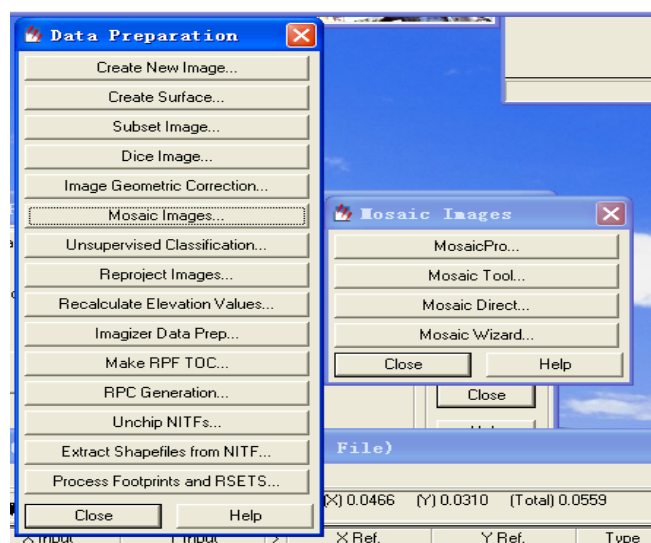 Data Preparation
Create New Image...
Create Surface...
Subset Image...
Dice Image...
Image Geometric Correction...
Mosaic Images...
Unsupervised Classification...
Reproject Images...
Recalculate Elevation Values...
Imagizer Data Prep...
Make RPF TOC...
RPC Generation...
Unchip NITFs...
Extract Shapefiles from NITF...
Process Footprints and RSETS...
Close Help
Mosaic Images
MosaicPro...
Mosaic Tool...
Mosaic Direct...
Mosaic Wizard...
Close Help
Close
File)
(X) 0.0466 (Y) 0.0310 (Total) 0.0559
X Input > X Ref. Y Ref. Type